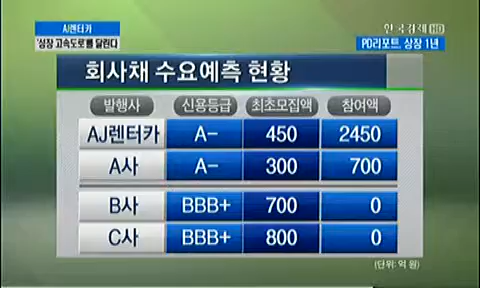 AJ렌터카
'성장 고속도로'를 달린다
한국경제 HD
PD리포트. 상장 1년
회사채 수요예측 현황
발행사 신용등급 최초모집액 참여액
AJ렌터카 A- 450 2450
A사 A- 300 700
B사 BBB+ 700 0
C사 BBB+ 800 0
(단위: 억 원)